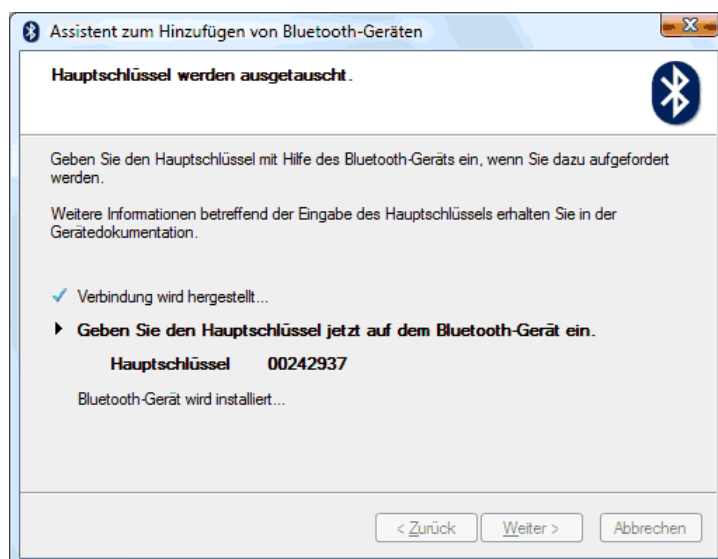 Assistent zum Hinzufügen von Bluetooth-Geräten
Hauptschlüssel werden ausgetauscht.
Geben Sie den Hauptschlüssel mit Hilfe des Bluetooth-Geräts ein, wenn Sie dazu aufgefordert
werden.
Weitere Informationen betreffend der Eingabe des Hauptschlüssels erhalten Sie in der
Gerätedokumentation.
Verbindung wird hergestellt...
Geben Sie den Hauptschlüssel jetzt auf dem Bluetooth-Gerät ein.
Hauptschlüssel 00242937
Bluetooth-Gerät wird installiert...
< Zurück Weiter > Abbrechen